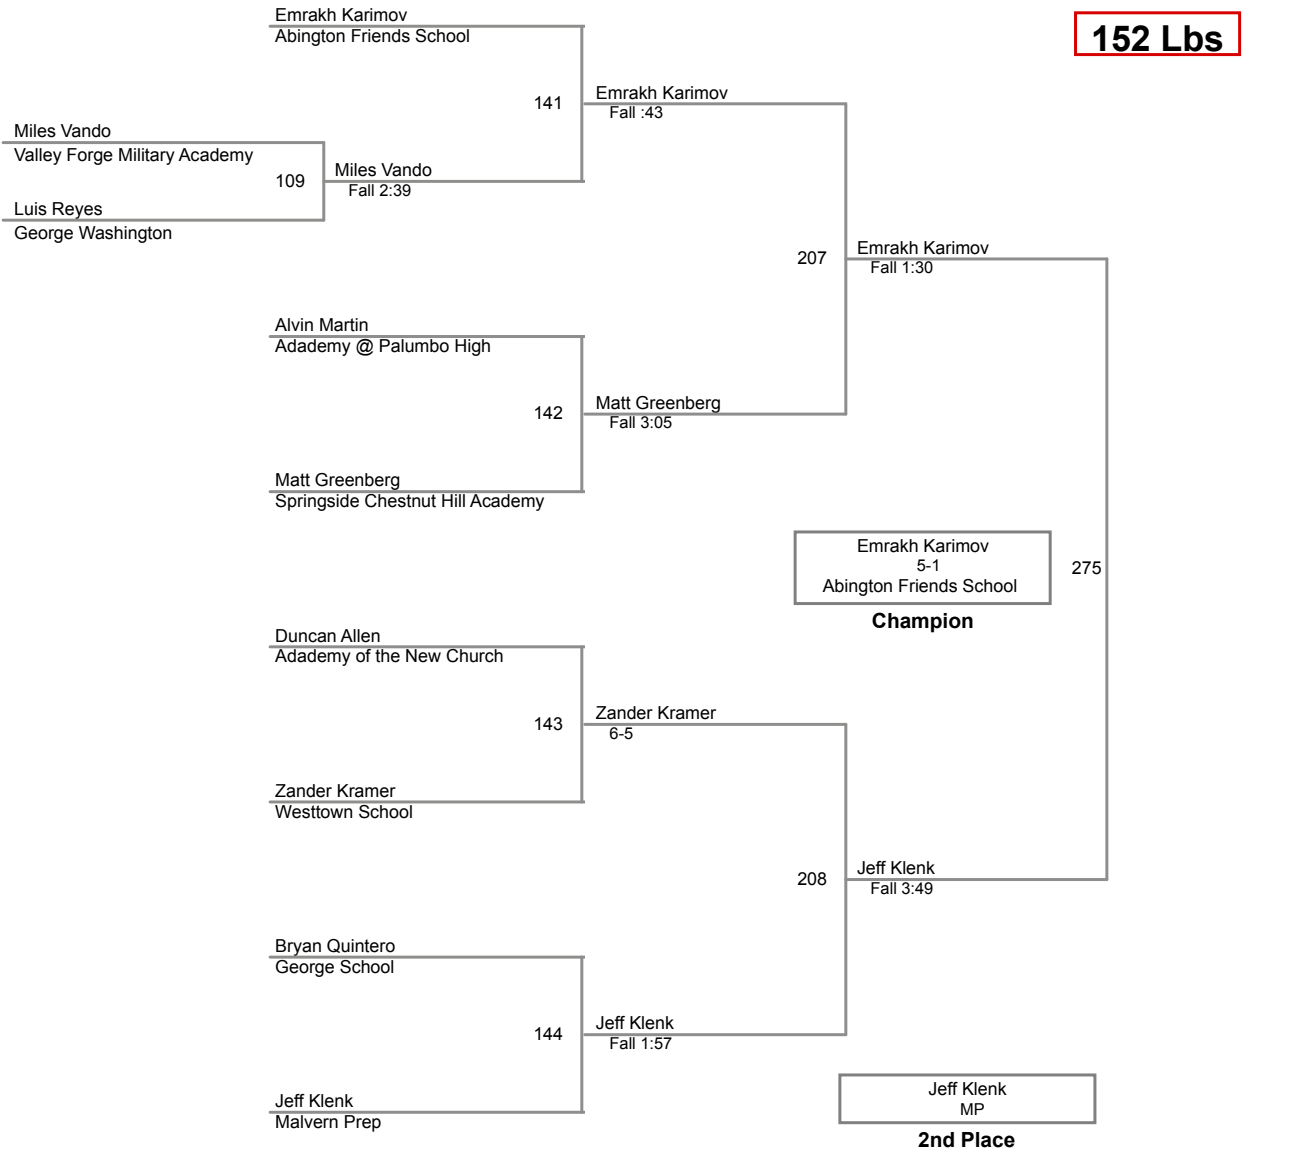 Emrakh Karimov
Abington Friends School
152 Lbs
141
Emrakh Karimov
Fall :43
Miles Vando
Valley Forge Military Academy
109
Miles Vando
Fall 2:39
Luis Reyes
George Washington
207
Emrakh Karimov
Fall 1:30
Alvin Martin
Adademy @ Palumbo High
142
Matt Greenberg
Fall 3:05
Matt Greenberg
Springside Chestnut Hill Academy
Emrakh Karimov
5-1
Abington Friends School
275
Champion
Duncan Allen
Adademy of the New Church
143
Zander Kramer
6-5
Zander Kramer
Westtown School
208
Jeff Klenk
Fall 3:49
Bryan Quintero
George School
144
Jeff Klenk
Fall 1:57
Jeff Klenk
Malvern Prep
Jeff Klenk
MP
2nd Place